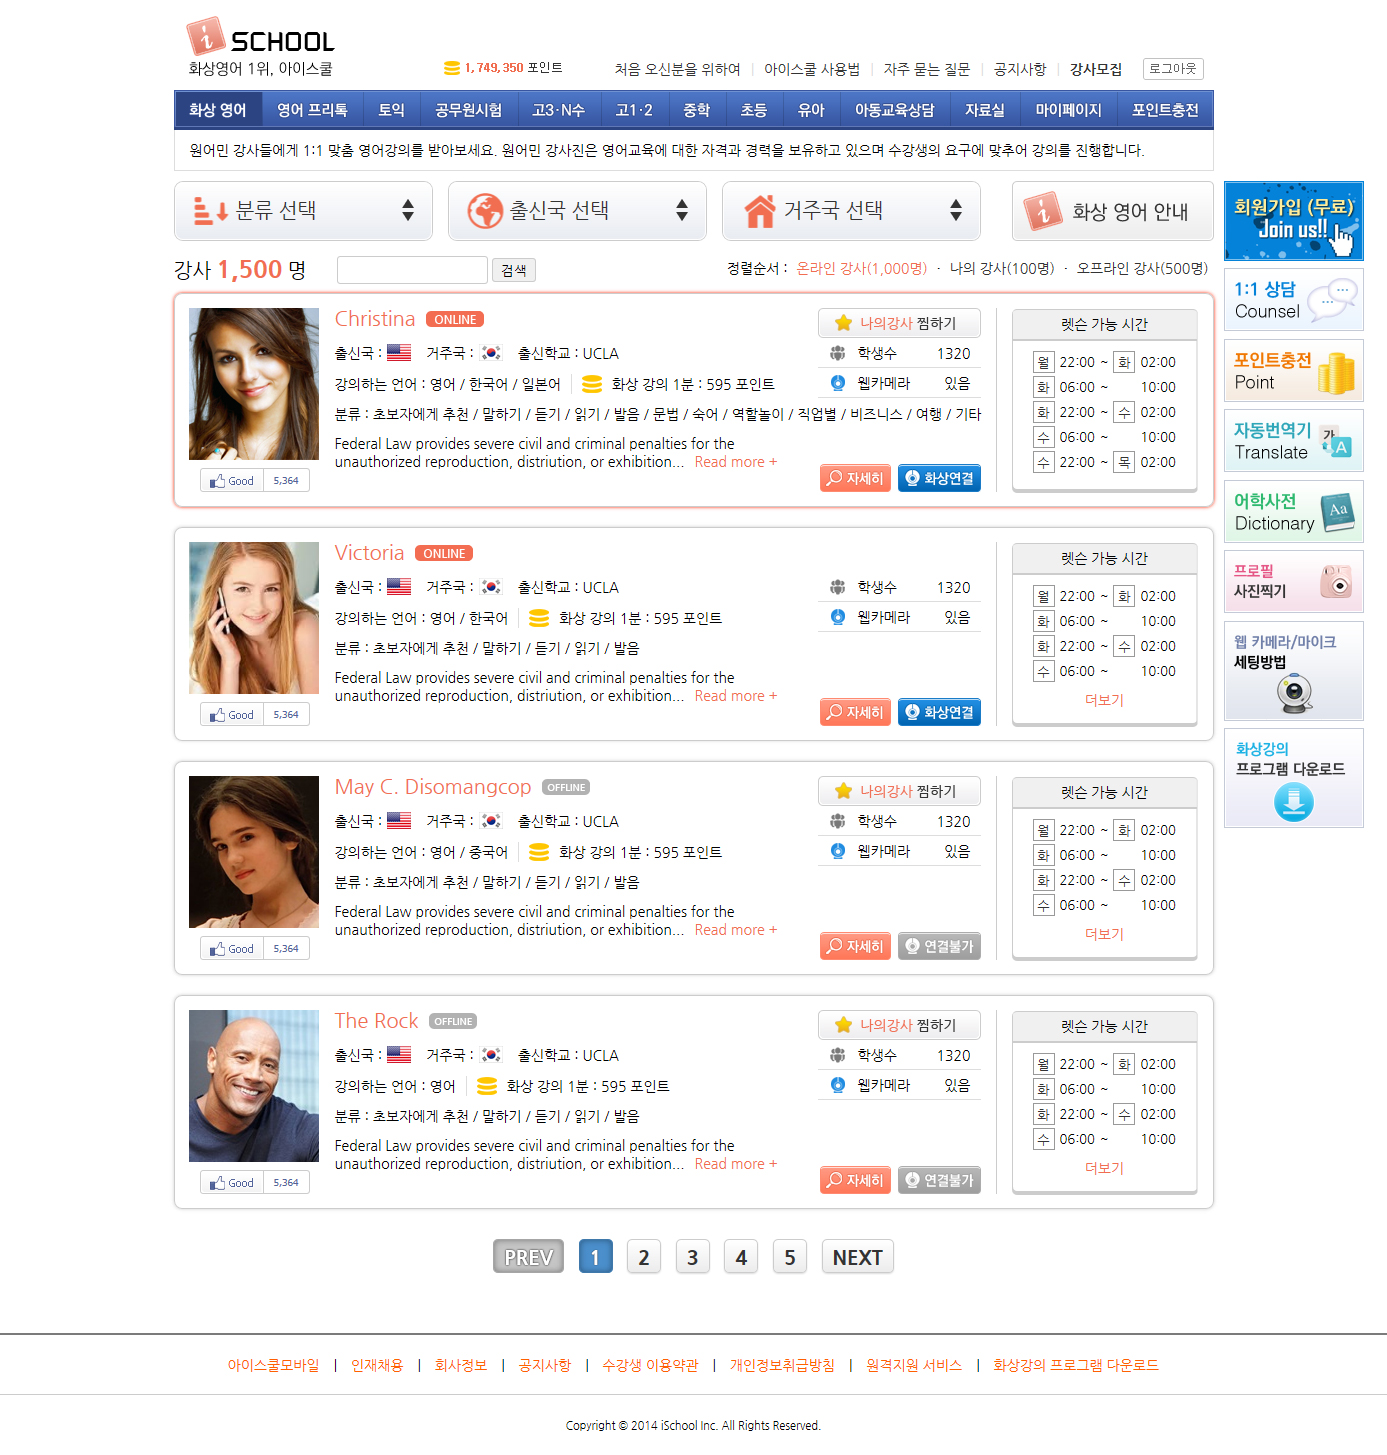 i SCHOOL
화상영어 1위, 아이스쿨
1,749,350 포인트
처음 오신분을 위하여 | 아이스쿨 사용법 | 자주 묻는 질문 | 공지사항 | 강사모집 로그아웃
화상 영어 영어 프리톡 토익 공무원시험 고3·N수 고1·2 중학 초등 유아 아동교육상담 자료실 마이페이지 포인트충전
원어민 강사들에게 1:1 맞춤 영어강의를 받아보세요. 원어민 강사진은 영어교육에 대한 자격과 경력을 보유하고 있으며 수강생의 요구에 맞추어 강의를 진행합니다.
분류 선택 출신국 선택 거주국 선택 i 화상 영어 안내
강사 1,500 명 검색 정렬순서 : 온라인 강사(1,000명) · 나의 강사(100명) · 오프라인 강사(500명)
Christina ONLINE
출신국 : 거주국 : 출신학교 : UCLA
강의하는 언어 : 영어 / 한국어 / 일본어 화상 강의 1분 : 595 포인트
분류 : 초보자에게 추천 / 말하기 / 듣기 / 읽기 / 발음 / 문법 / 숙어 / 역할놀이 / 직업별 / 비즈니스 / 여행 / 기타
Federal Law provides severe civil and criminal penalties for the
unauthorized reproduction, distriution, or exhibition... Read more +
Good 5,364
나의강사 찜하기
학생수 1320
웹카메라 있음
자세히 화상연결
렛슨 가능 시간
월 22:00 ~ 화 02:00
화 06:00 ~ 10:00
화 22:00 ~ 수 02:00
수 06:00 ~ 10:00
수 22:00 ~ 목 02:00
Victoria ONLINE
출신국 : 거주국 : 출신학교 : UCLA
강의하는 언어 : 영어 / 한국어 화상 강의 1분 : 595 포인트
분류 : 초보자에게 추천 / 말하기 / 듣기 / 읽기 / 발음
Federal Law provides severe civil and criminal penalties for the
unauthorized reproduction, distriution, or exhibition... Read more +
Good 5,364
학생수 1320
웹카메라 있음
자세히 화상연결
렛슨 가능 시간
월 22:00 ~ 화 02:00
화 06:00 ~ 10:00
화 22:00 ~ 수 02:00
수 06:00 ~ 10:00
더보기
May C. Disomangcop OFFLINE
출신국 : 거주국 : 출신학교 : UCLA
강의하는 언어 : 영어 / 중국어 화상 강의 1분 : 595 포인트
분류 : 초보자에게 추천 / 말하기 / 듣기 / 읽기 / 발음
Federal Law provides severe civil and criminal penalties for the
unauthorized reproduction, distriution, or exhibition... Read more +
Good 5,364
나의강사 찜하기
학생수 1320
웹카메라 있음
자세히 연결불가
렛슨 가능 시간
월 22:00 ~ 화 02:00
화 06:00 ~ 10:00
화 22:00 ~ 수 02:00
수 06:00 ~ 10:00
더보기
The Rock OFFLINE
출신국 : 거주국 : 출신학교 : UCLA
강의하는 언어 : 영어 화상 강의 1분 : 595 포인트
분류 : 초보자에게 추천 / 말하기 / 듣기 / 읽기 / 발음
Federal Law provides severe civil and criminal penalties for the
unauthorized reproduction, distriution, or exhibition... Read more +
Good 5,364
나의강사 찜하기
학생수 1320
웹카메라 있음
자세히 연결불가
렛슨 가능 시간
월 22:00 ~ 화 02:00
화 06:00 ~ 10:00
화 22:00 ~ 수 02:00
수 06:00 ~ 10:00
더보기
회원가입 (무료)
Join us!!
1:1 상담
Counsel
포인트충전
Point
자동번역기
Translate
가 A
어학사전
Dictionary
Aa
프로필
사진찍기
웹 카메라/마이크
세팅방법
화상강의
프로그램 다운로드
PREV 1 2 3 4 5 NEXT
아이스쿨모바일 | 인재채용 | 회사정보 | 공지사항 | 수강생 이용약관 | 개인정보취급방침 | 원격지원 서비스 | 화상강의 프로그램 다운로드
Copyright © 2014 iSchool Inc. All Rights Reserved.